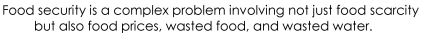 Food security is a complex problem involving not just food scarcity
but also food prices, wasted food, and wasted water.